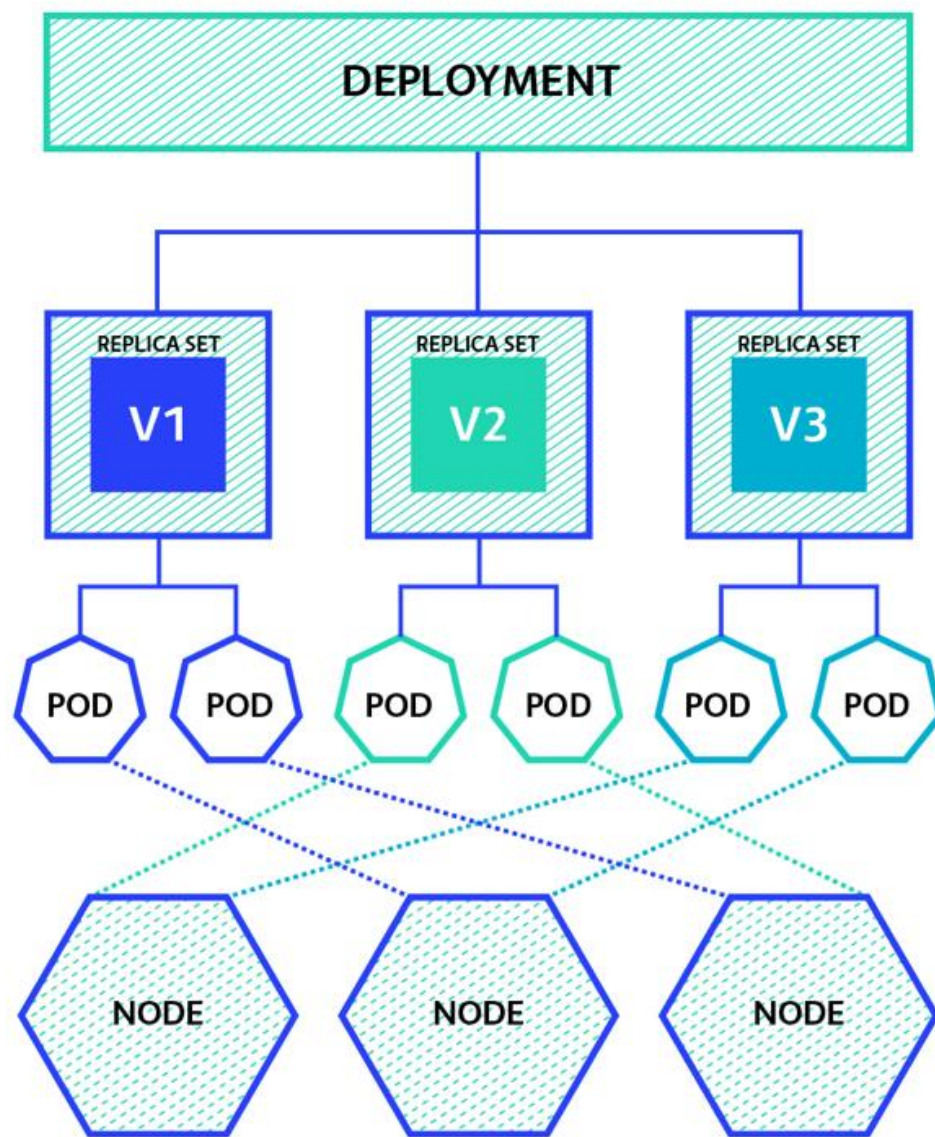 DEPLOYMENT
REPLICA SET
V1
REPLICA SET
V2
REPLICA SET
V3
POD
POD
POD
POD
POD
POD
NODE
NODE
NODE